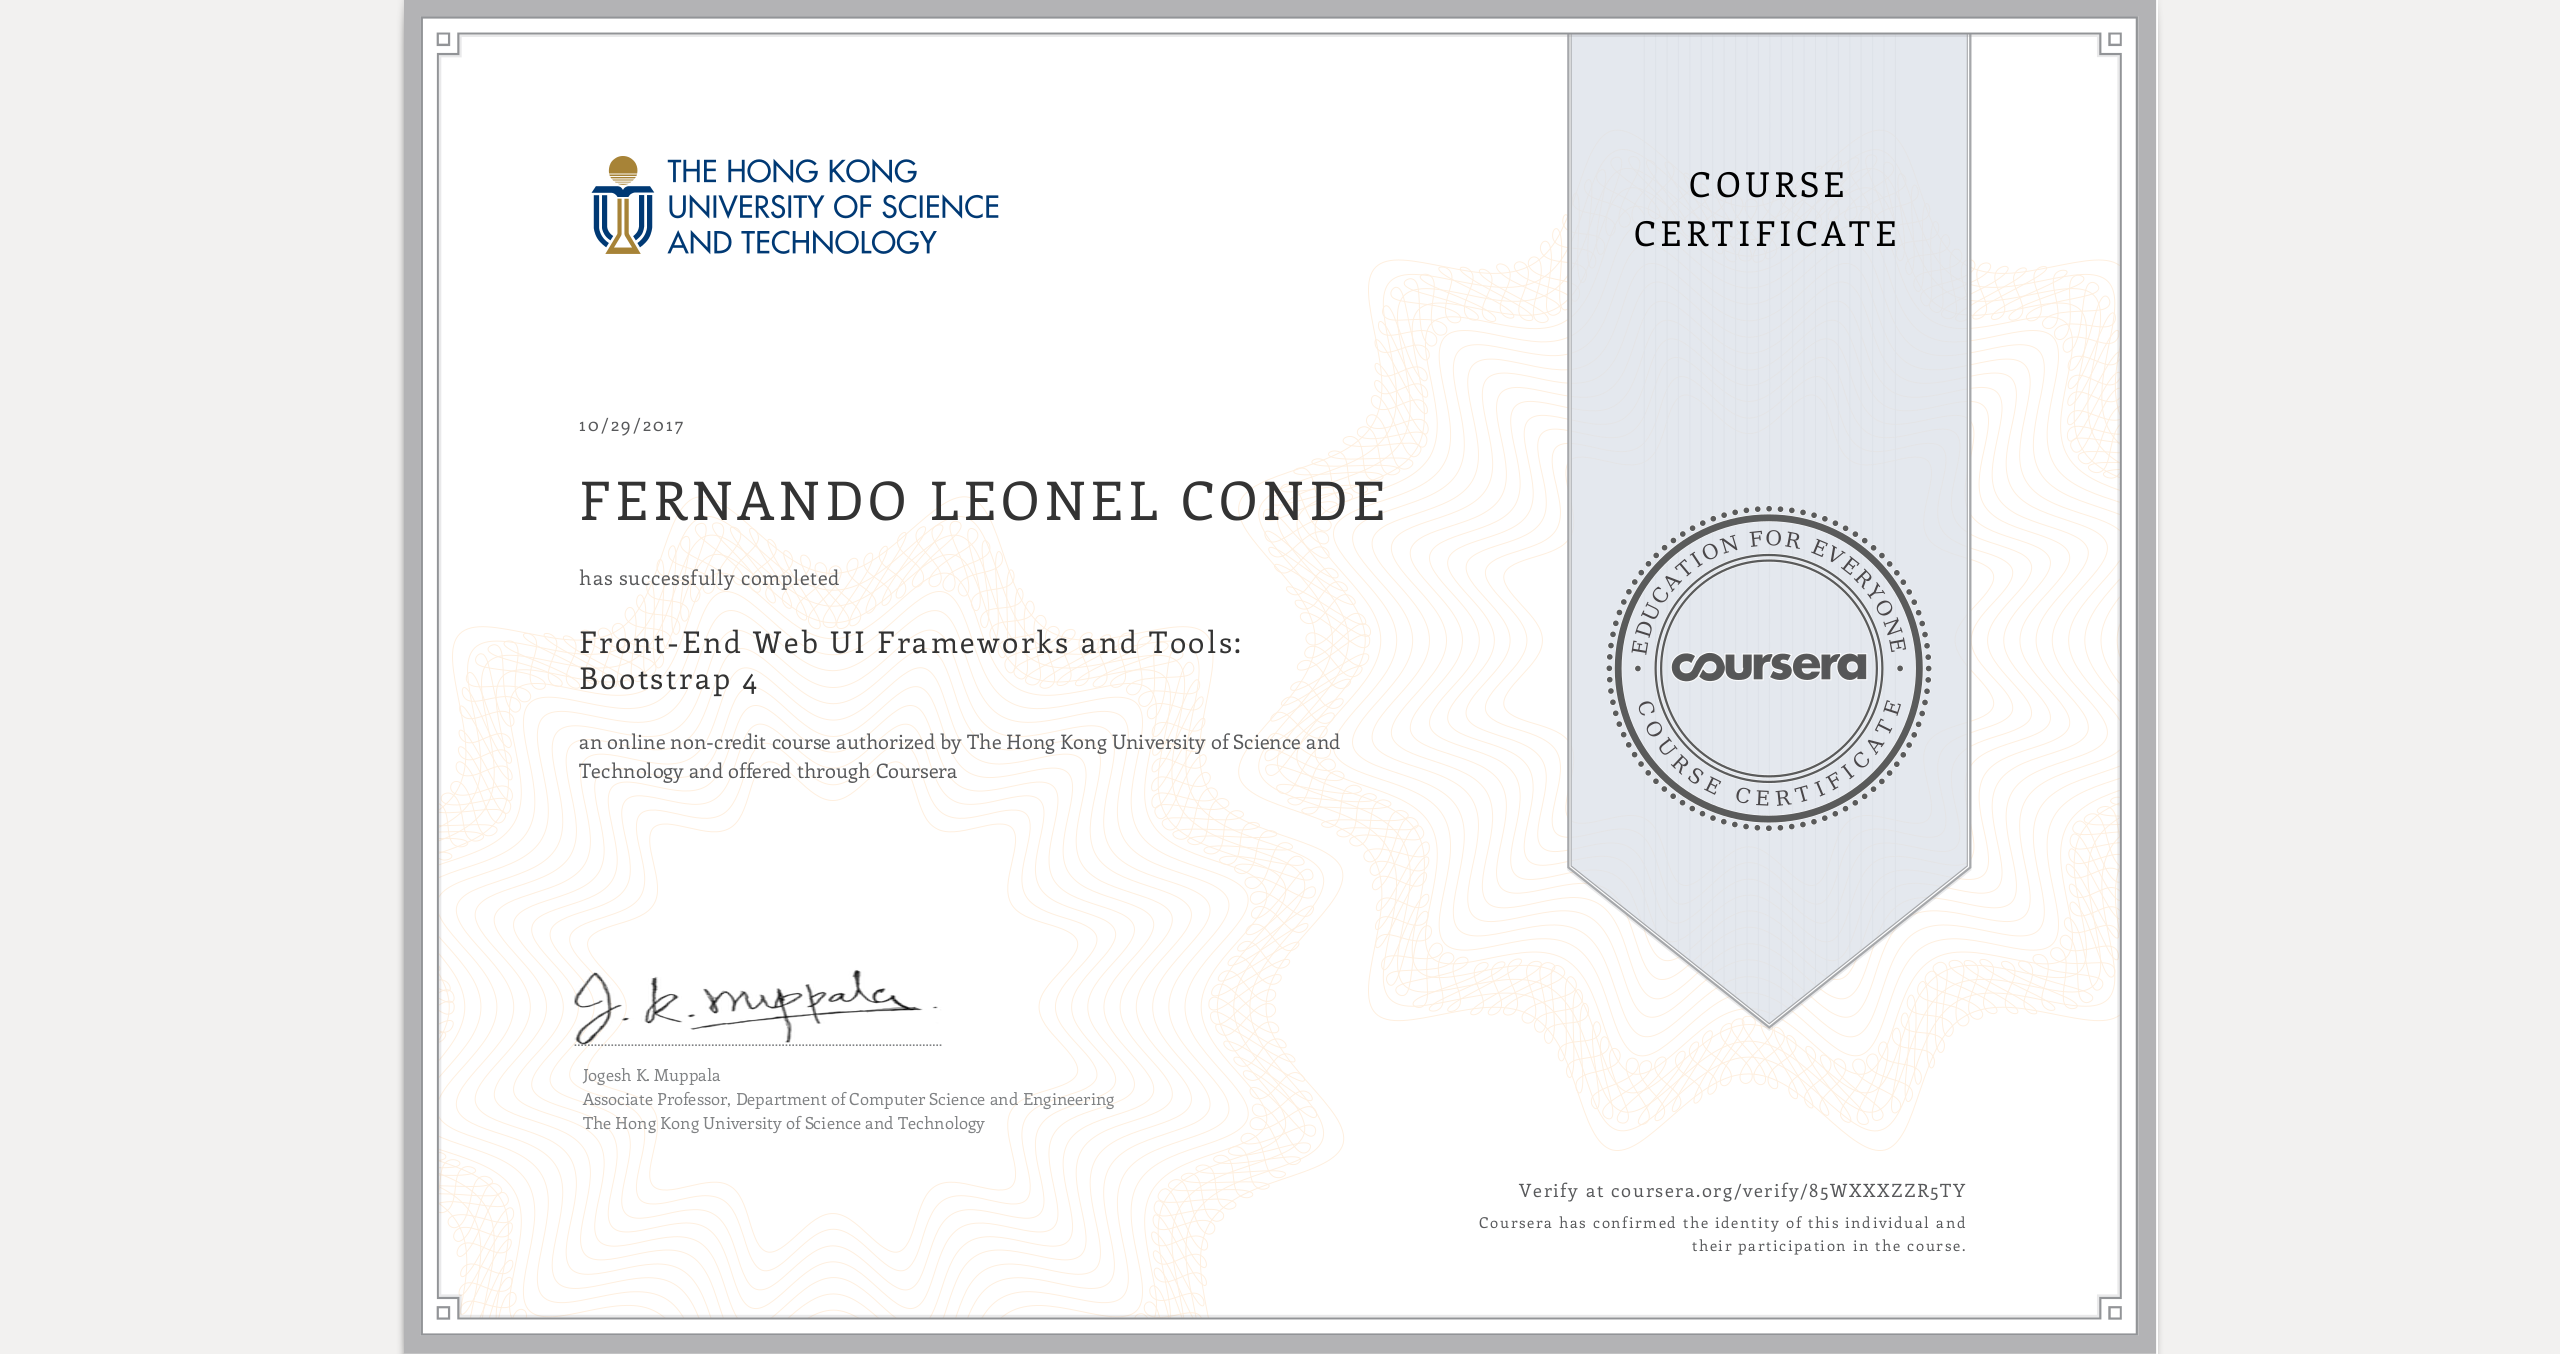 THE HONG KONG
UNIVERSITY OF SCIENCE
AND TECHNOLOGY
COURSE
CERTIFICATE
10/29/2017
FERNANDO LEONEL CONDE
has successfully completed
Front-End Web UI Frameworks and Tools:
Bootstrap 4
an online non-credit course authorized by The Hong Kong University of Science and
Technology and offered through Coursera
EDUCATION FOR EVERYONE
coursera
COURSE CERTIFICATE
J. K. Muppala
Jogesh K. Muppala
Associate Professor, Department of Computer Science and Engineering
The Hong Kong University of Science and Technology
Verify at coursera.org/verify/85WXXXZZR5TY
Coursera has confirmed the identity of this individual and
their participation in the course.